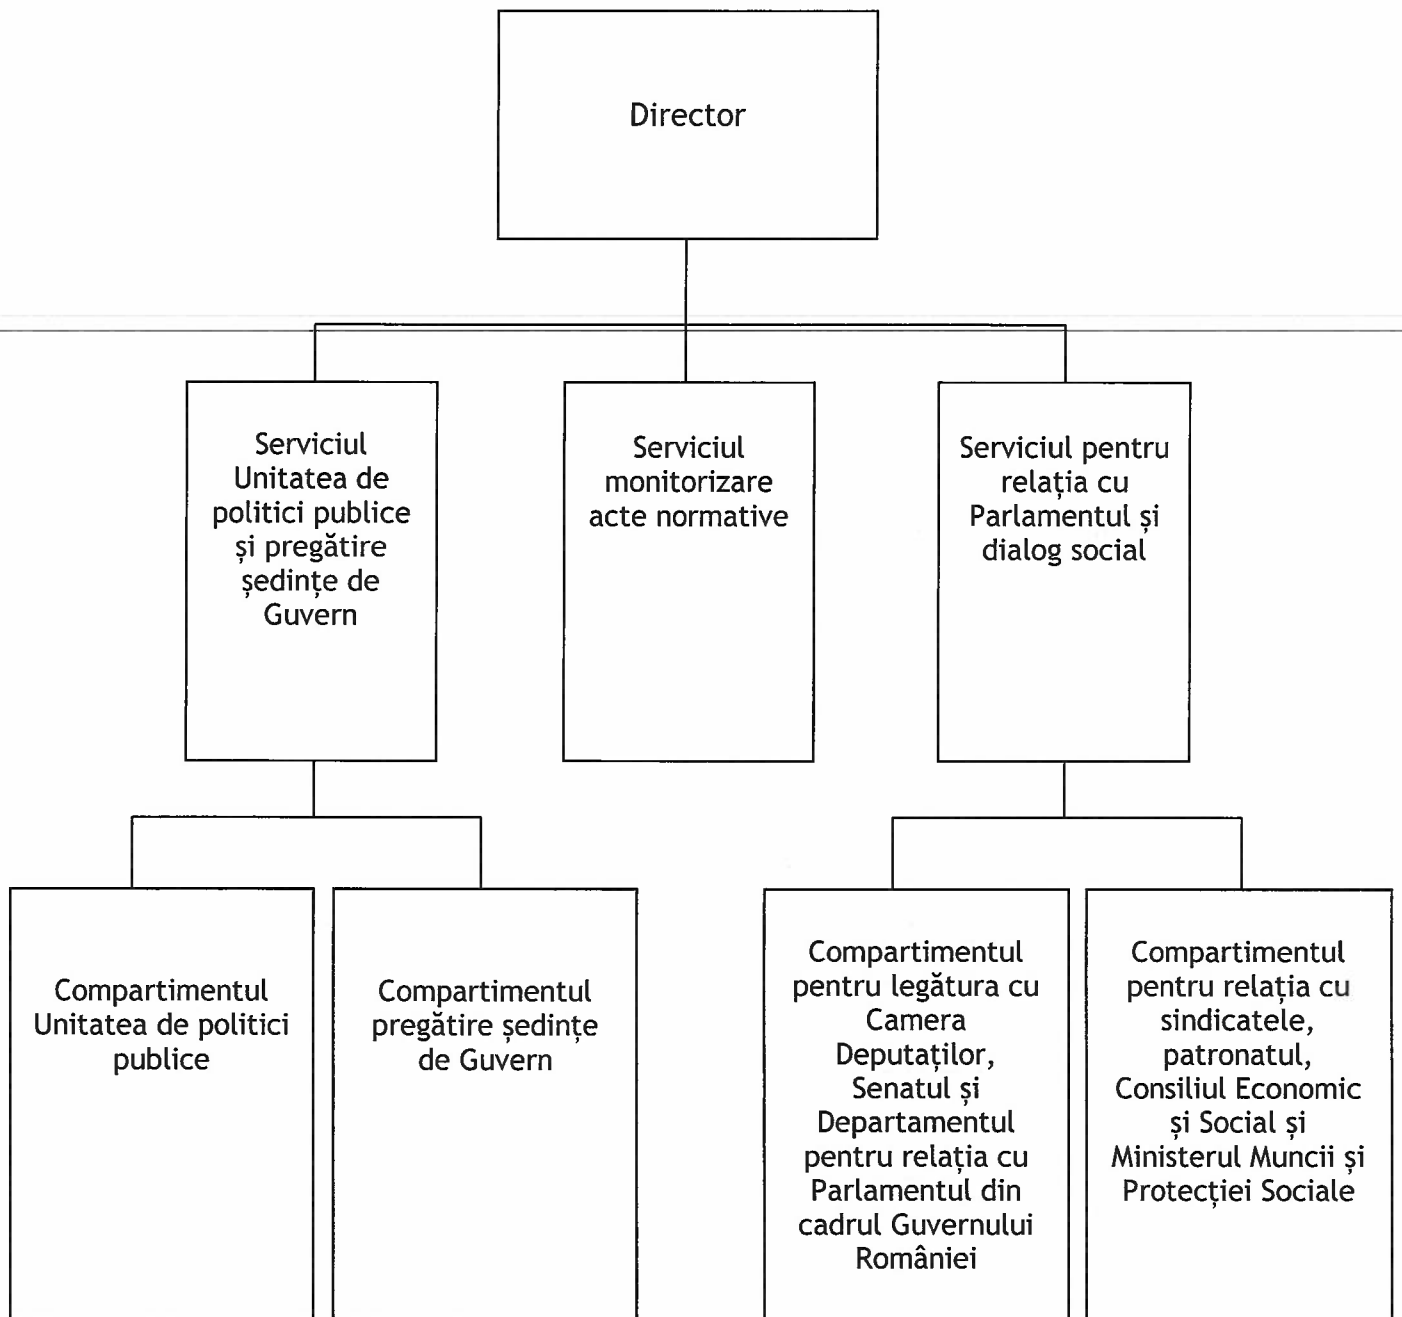 Director
Serviciul
Unitatea de
politici publice
și pregătire
ședințe de
Guvern
Serviciul
monitorizare
acte normative
Serviciul pentru
relația cu
Parlamentul și
dialog social
Compartimentul
Unitatea de politici
publice
Compartimentul
pregătire ședințe
de Guvern
Compartimentul
pentru legătura cu
Camera
Deputaților,
Senatul și
Departamentul
pentru relația cu
Parlamentul din
cadrul Guvernului
României
Compartimentul
pentru relația cu
sindicatele,
patronatul,
Consiliul Economic
și Social și
Ministerul Muncii și
Protecției Sociale